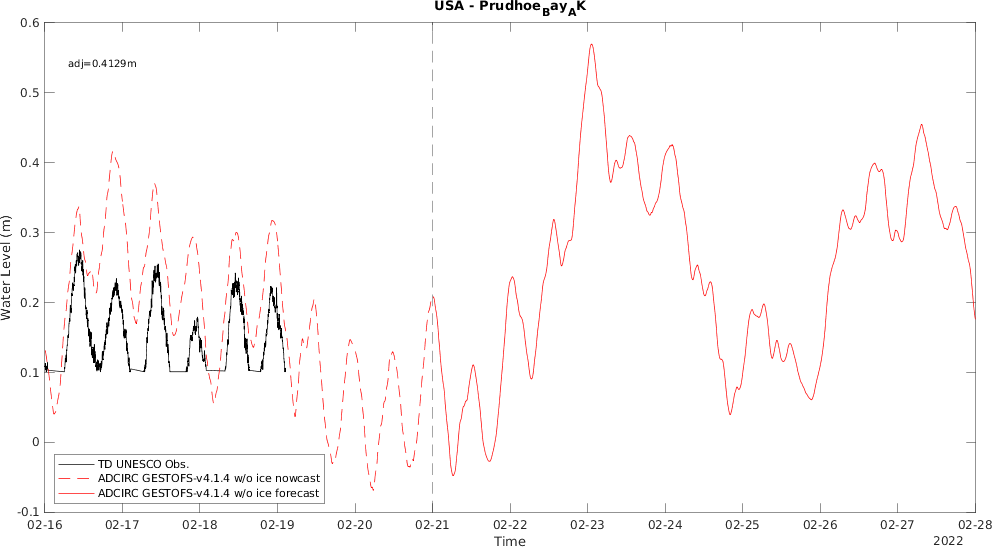 USA - Prudhoe_Bay_AK
adj=0.4129m
0.6
0.5
0.4
0.3
0.2
0.1
0
-0.1
Water Level (m)
TD UNESCO Obs.
ADCIRC GESTOFS-v4.1.4 w/o ice nowcast
ADCIRC GESTOFS-v4.1.4 w/o ice forecast
02-16 02-17 02-18 02-19 02-20 02-21 02-22 02-23 02-24 02-25 02-26 02-27 02-28
Time
2022